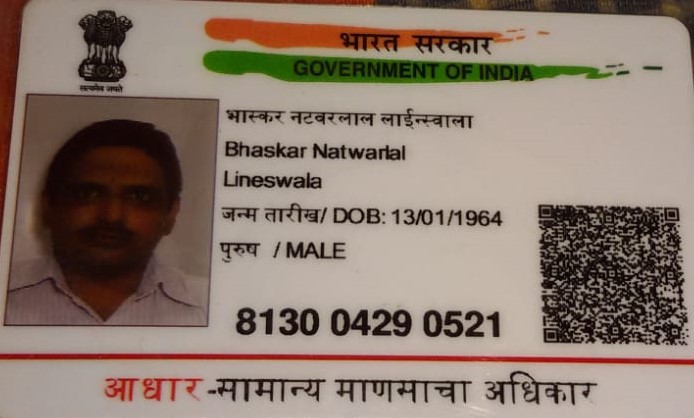 भारत सरकार
GOVERNMENT OF INDIA
सत्यमेव जयते
भास्कर नटवरलाल लाईन्स्वाला
Bhaskar Natwarlal
Lineswala
जन्म तारीख/ DOB: 13/01/1964
पुरुष / MALE
8130 0429 0521
आधार-सामान्य माणसाचा अधिकार